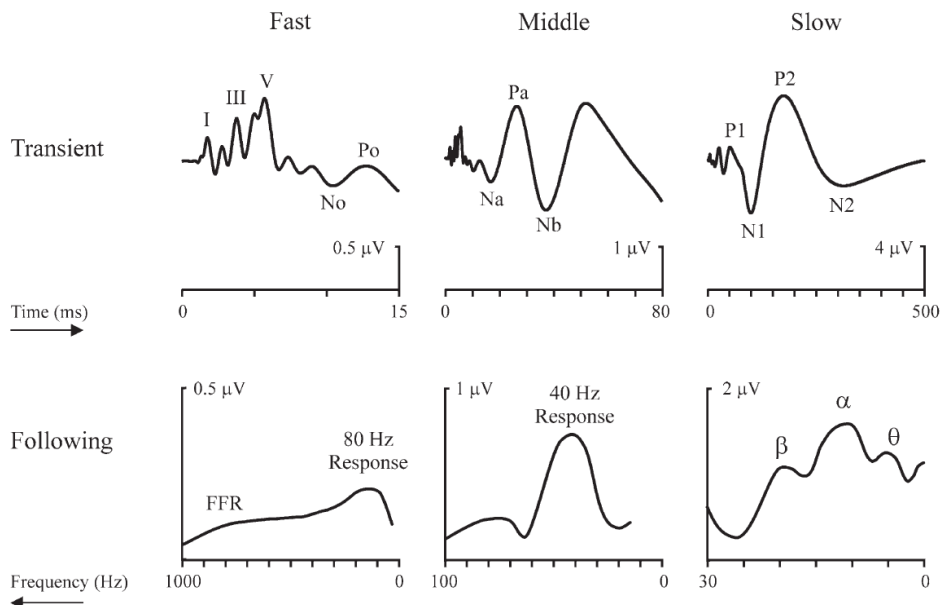 Fast
Middle
Slow
Transient
I
III
V
No
Po
0.5 µV
Na
Pa
Nb
1 µV
P1
N1
P2
N2
4 µV
Time (ms)
0
15
0
80
0
500
Following
0.5 µV
FFR
80 Hz
Response
1 µV
40 Hz
Response
2 µV
β
α
θ
Frequency (Hz)
1000
0
100
0
30
0